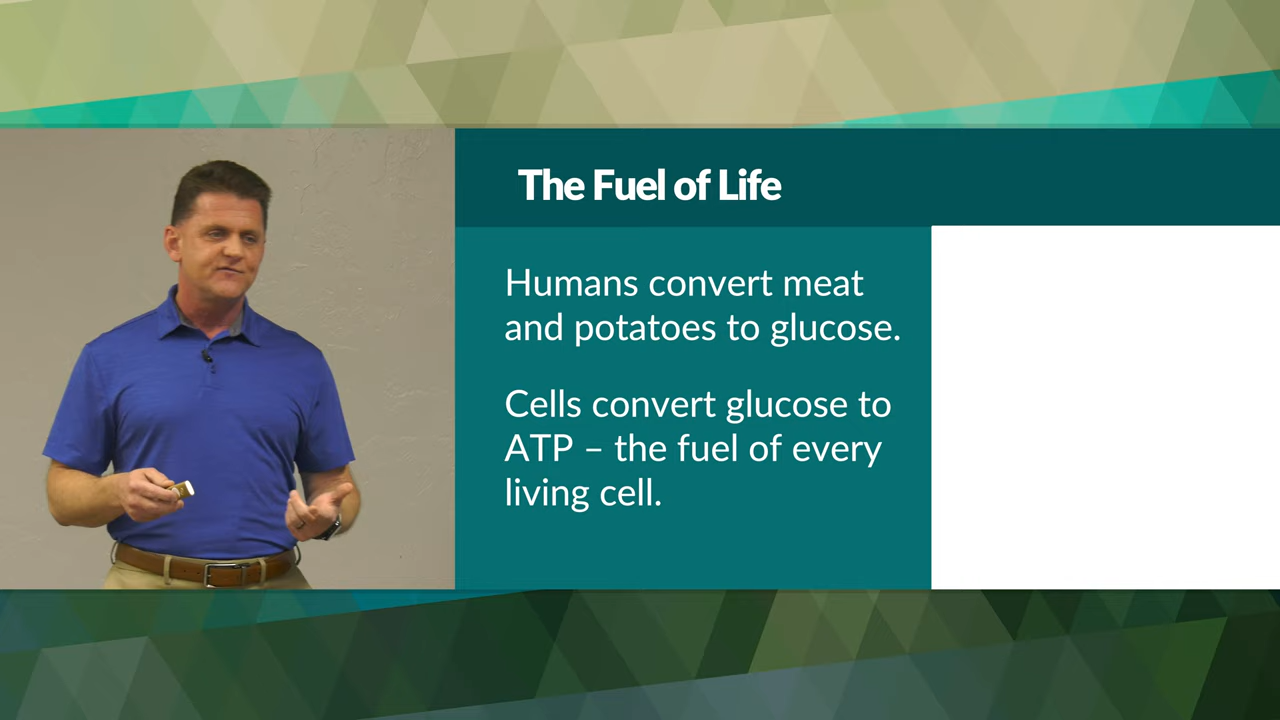 The Fuel of Life
Humans convert meat
and potatoes to glucose.
Cells convert glucose to
ATP – the fuel of every
living cell.